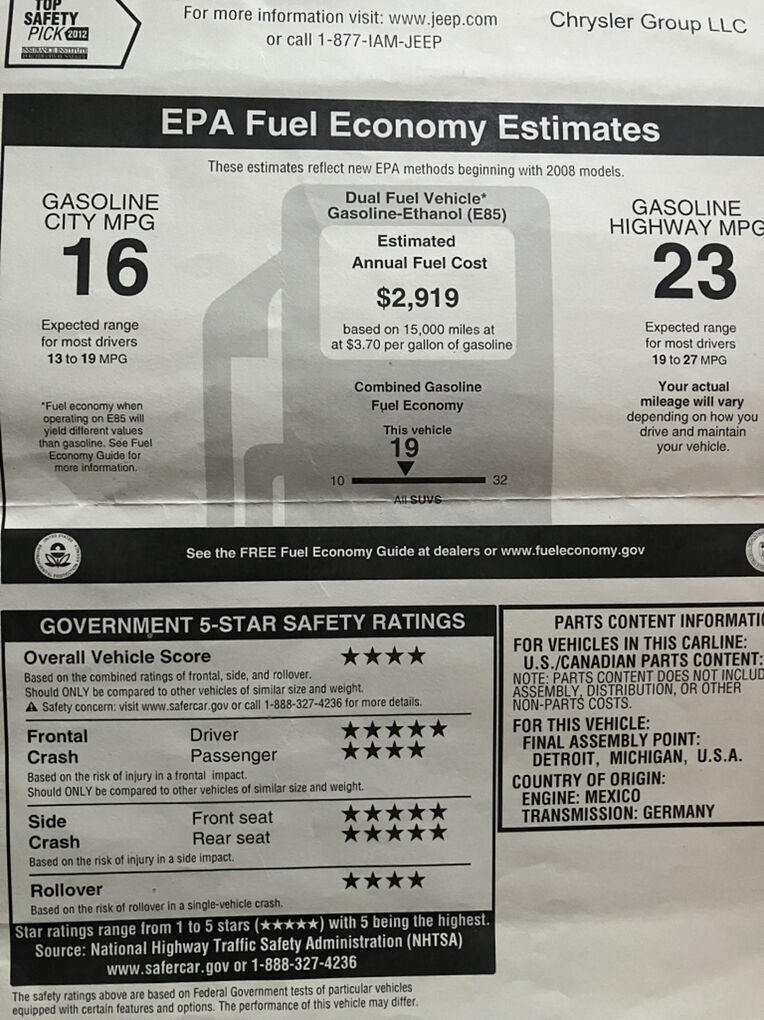 TOP
SAFETY
PICK 2012
INSURANCE INSTITUTE
FOR HIGHWAY SAFETY
For more information visit: www.jeep.com
or call 1-877-IAM-JEEP
Chrysler Group LLC
EPA Fuel Economy Estimates
These estimates reflect new EPA methods beginning with 2008 models.
GASOLINE
CITY MPG
16
Expected range
for most drivers
13 to 19 MPG
*Fuel economy when
operating on E85 will
yield different values
than gasoline. See Fuel
Economy Guide for
more information.
Dual Fuel Vehicle*
Gasoline-Ethanol (E85)
Estimated
Annual Fuel Cost
$2,919
based on 15,000 miles at
at $3.70 per gallon of gasoline
Combined Gasoline
Fuel Economy
This vehicle
19
10 32
All SUVS
GASOLINE
HIGHWAY MPG
23
Expected range
for most drivers
19 to 27 MPG
Your actual
mileage will vary
depending on how you
drive and maintain
your vehicle.
See the FREE Fuel Economy Guide at dealers or www.fueleconomy.gov
GOVERNMENT 5-STAR SAFETY RATINGS
Overall Vehicle Score ★★★★
Based on the combined ratings of frontal, side, and rollover.
Should ONLY be compared to other vehicles of similar size and weight.
⚠ Safety concern: visit www.safercar.gov or call 1-888-327-4236 for more details.
Frontal Driver ★★★★★
Crash Passenger ★★★★
Based on the risk of injury in a frontal impact.
Should ONLY be compared to other vehicles of similar size and weight.
Side Front seat ★★★★★
Crash Rear seat ★★★★★
Based on the risk of injury in a side impact.
Rollover ★★★★
Based on the risk of rollover in a single-vehicle crash.
Star ratings range from 1 to 5 stars (★★★★★) with 5 being the highest.
Source: National Highway Traffic Safety Administration (NHTSA)
www.safercar.gov or 1-888-327-4236
The safety ratings above are based on Federal Government tests of particular vehicles
equipped with certain features and options. The performance of this vehicle may differ.
PARTS CONTENT INFORMATI
FOR VEHICLES IN THIS CARLINE:
U.S./CANADIAN PARTS CONTENT:
NOTE: PARTS CONTENT DOES NOT INCLUD
ASSEMBLY, DISTRIBUTION, OR OTHER
NON-PARTS COSTS.
FOR THIS VEHICLE:
FINAL ASSEMBLY POINT:
DETROIT, MICHIGAN, U.S.A.
COUNTRY OF ORIGIN:
ENGINE: MEXICO
TRANSMISSION: GERMANY